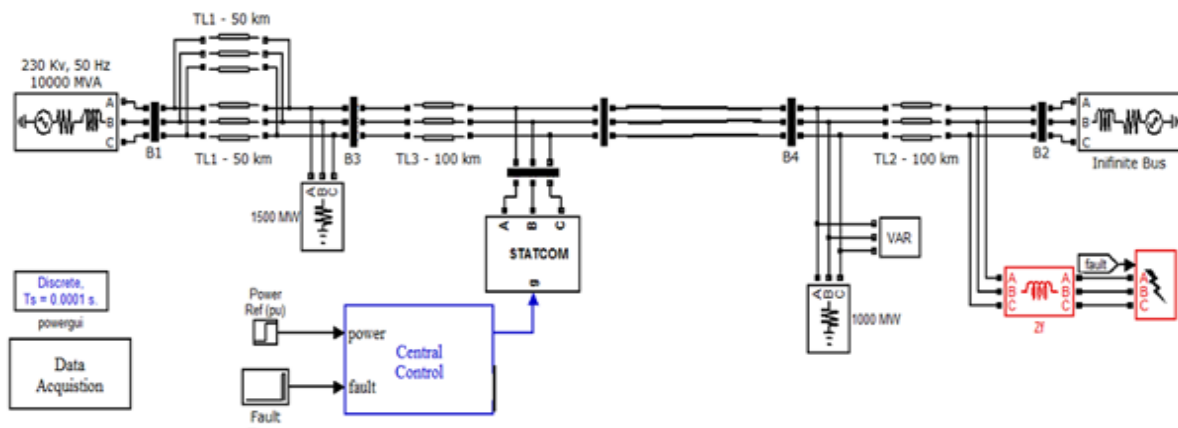 TL1 - 50 km
230 Kv, 50 Hz
10000 MVA
A
B
C
B1
TL1 - 50 km
B3
TL3 - 100 km
B4
TL2 - 100 km
B2
A
B
C
Inifinite Bus
A B C
1500 MW
A B C
STATCOM
g
VAR
A B C
1000 MW
fault
A
B
C
A
B
C
A
B
C
Zf
Discrete,
Ts = 0.0001 s.
powergui
Data
Acquistion
Power
Ref (pu)
power
fault
Central
Control
Fault